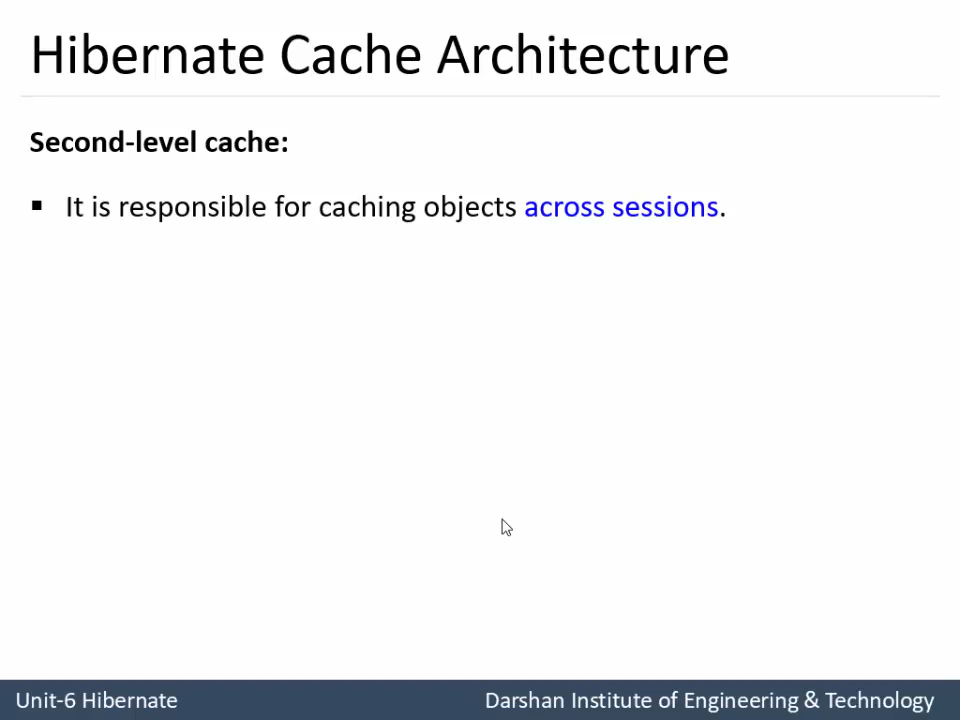 Hibernate Cache Architecture
Second-level cache:
▪ It is responsible for caching objects across sessions.
Unit-6 Hibernate
Darshan Institute of Engineering & Technology